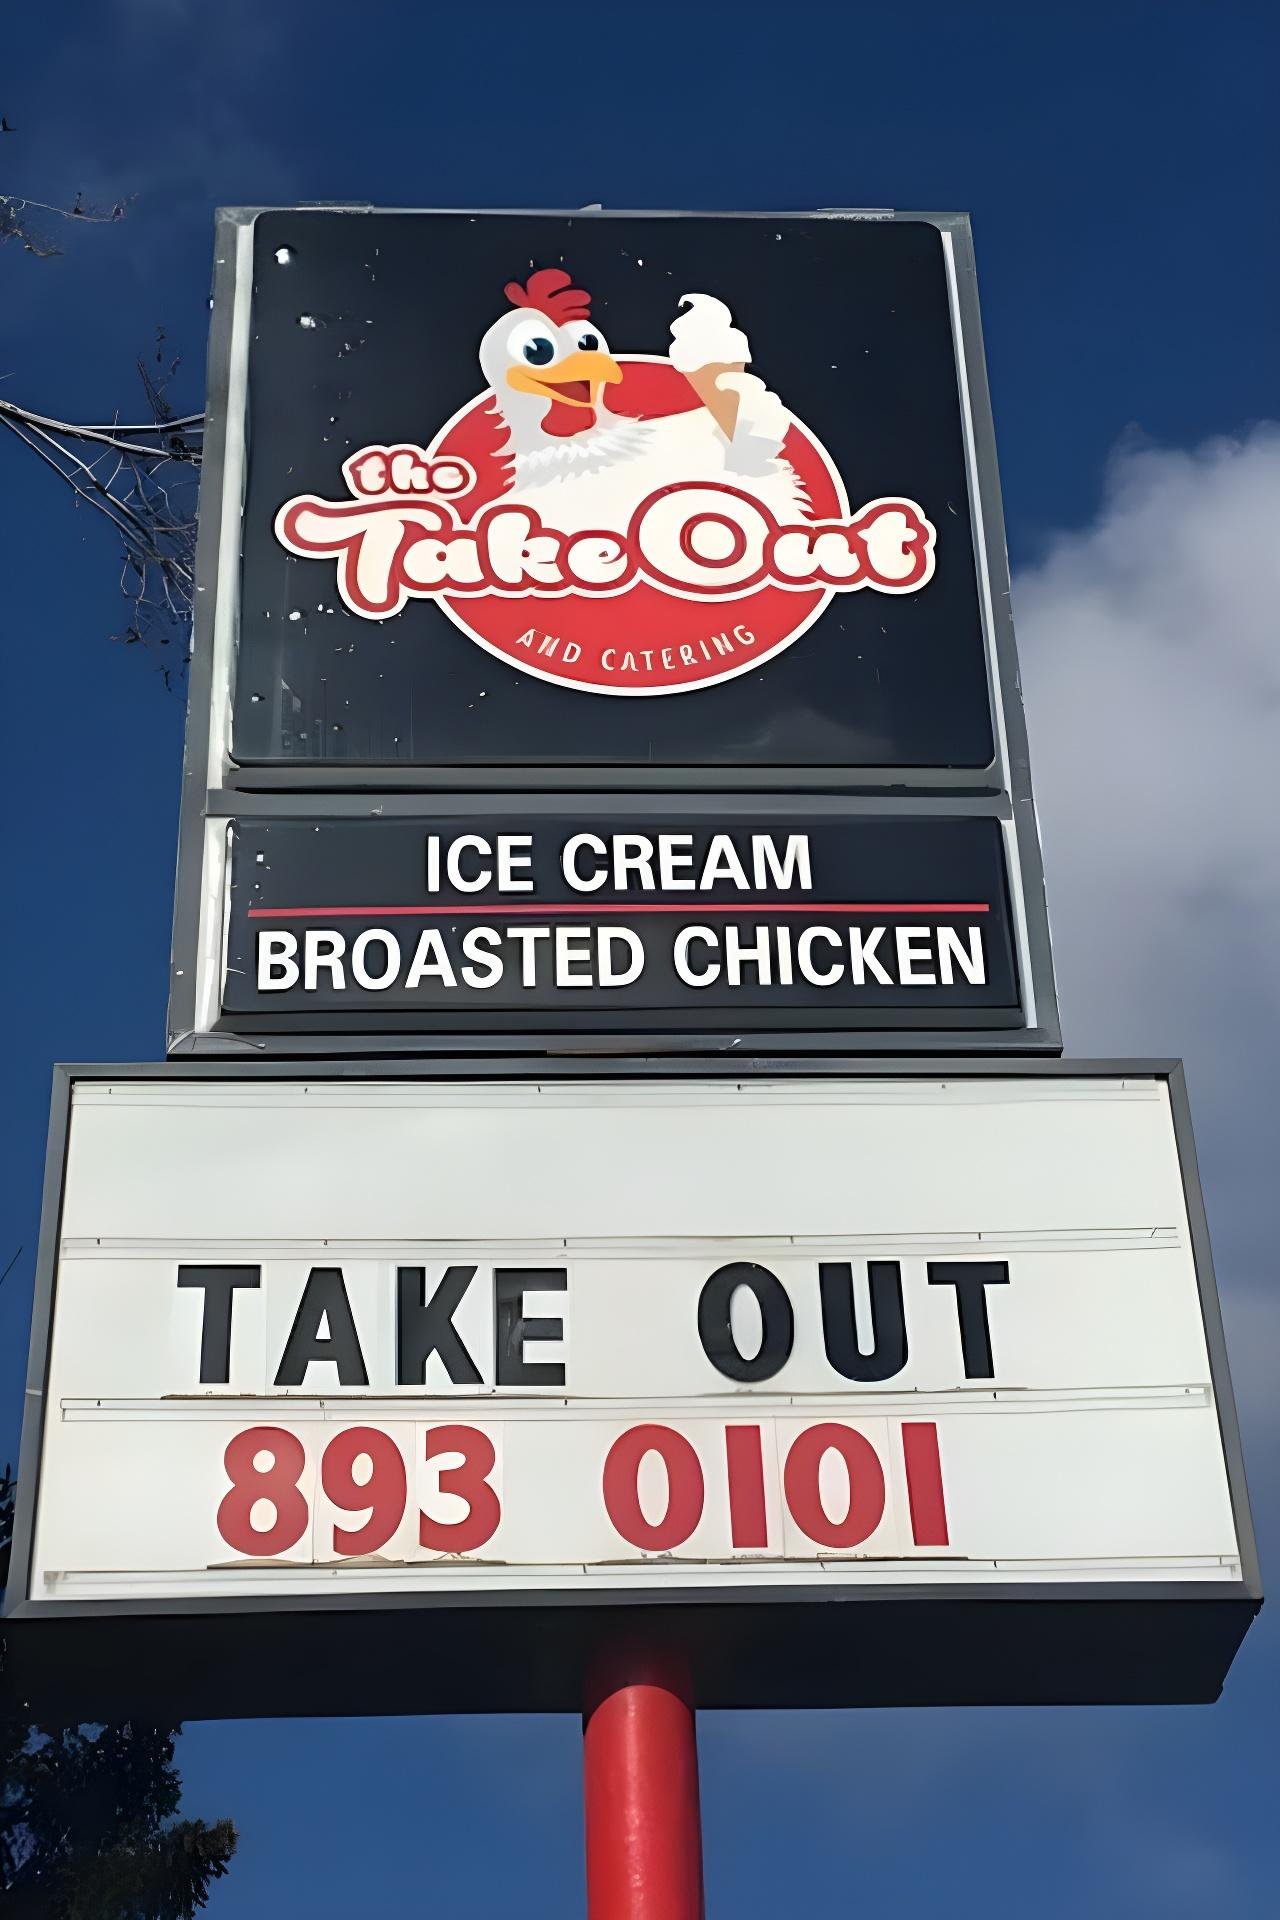 the
TakeOut
AND CATERING
ICE CREAM
BROASTED CHICKEN
TAKE OUT
893 0101